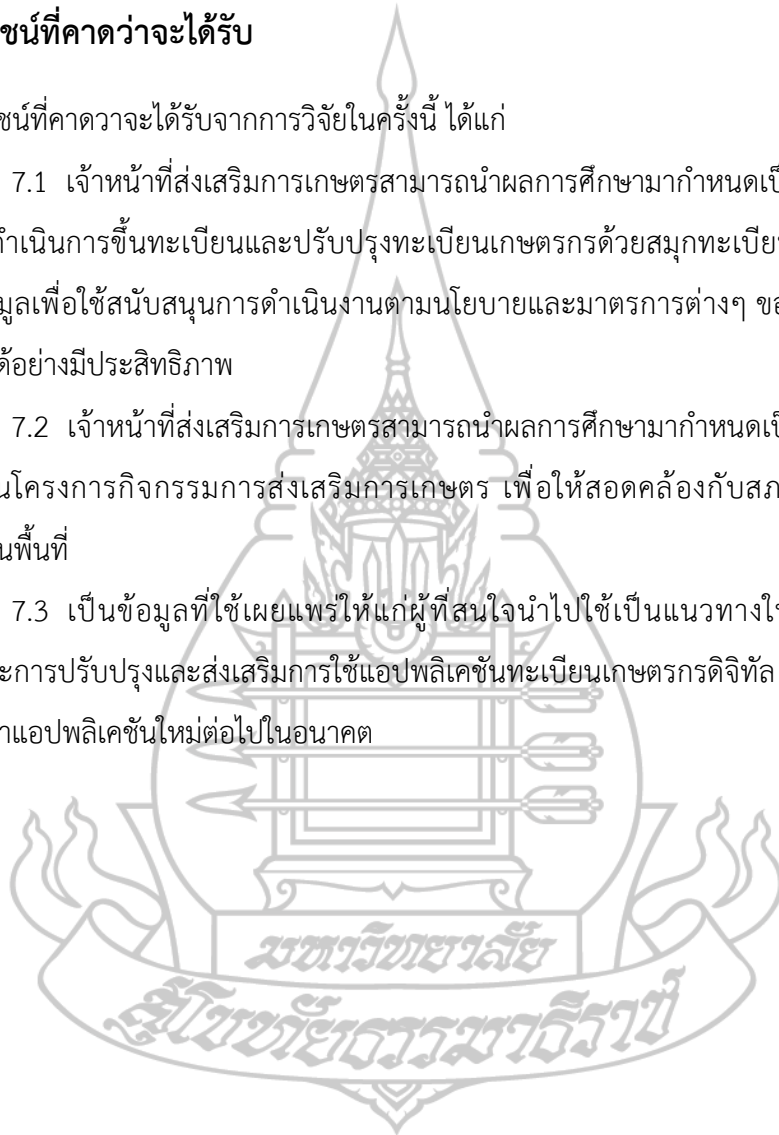 ชน์ที่คาดว่าจะได้รับ
ชน์ที่คาดวาจะได้รับจากการวิจัยในครั้งนี้ ได้แก่
7.1 เจ้าหน้าที่ส่งเสริมการเกษตรสามารถนำผลการศึกษามากำหนดเป็
ำเนินการขึ้นทะเบียนและปรับปรุงทะเบียนเกษตรกรด้วยสมุดทะเบียน
มูลเพื่อใช้สนับสนุนการดำเนินงานตามนโยบายและมาตรการต่างๆ ขอ
ด้อย่างมีประสิทธิภาพ
7.2 เจ้าหน้าที่ส่งเสริมการเกษตรสามารถนำผลการศึกษามากำหนดเป็
นโครงการกิจกรรมการส่งเสริมการเกษตร เพื่อให้สอดคล้องกับสภ
นพื้นที่
7.3 เป็นข้อมูลที่ใช้เผยแพร่ให้แก่ผู้ที่สนใจนำไปใช้เป็นแนวทางใ
ะการปรับปรุงและส่งเสริมการใช้แอปพลิเคชันทะเบียนเกษตรกรดิจิทัล
าแอปพลิเคชันใหม่ต่อไปในอนาคต
มหาวิทยาลัย
สุโขทัยธรรมาธิราช